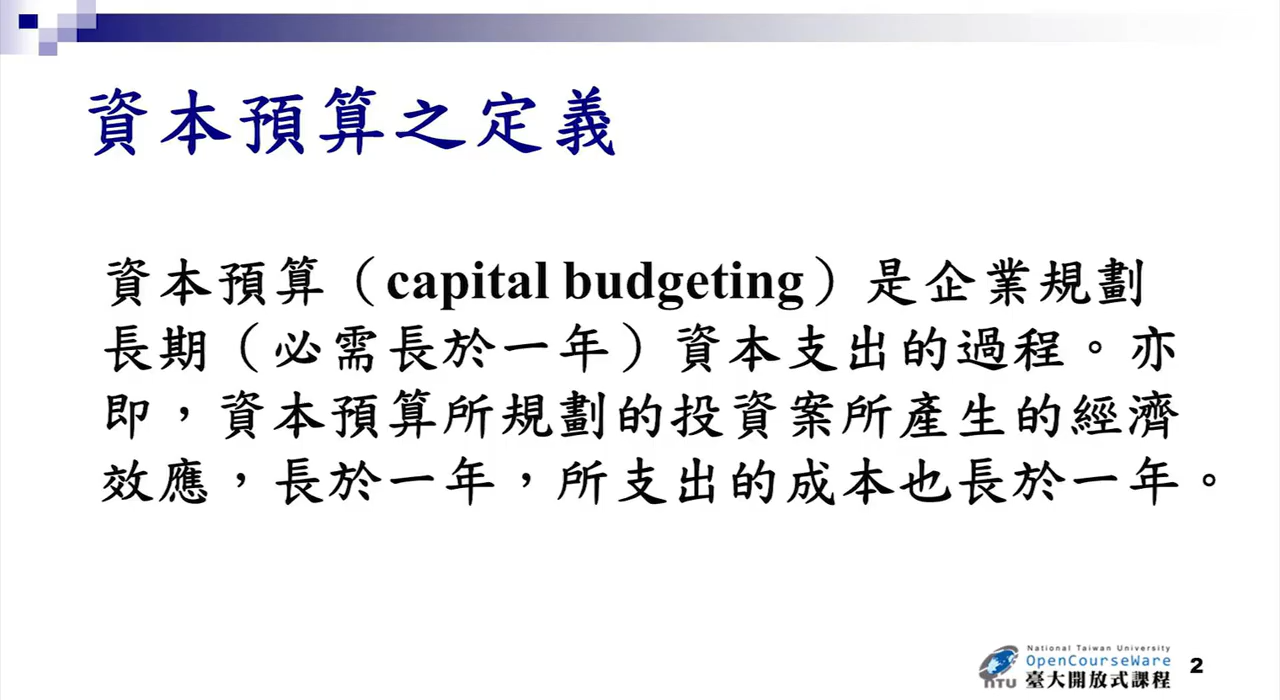 資本預算之定義
資本預算（capital budgeting）是企業規劃
長期（必需長於一年）資本支出的過程。亦
即，資本預算所規劃的投資案所產生的經濟
效應，長於一年，所支出的成本也長於一年。
National Taiwan University
OpenCourseWare
NTU 臺大開放式課程
2